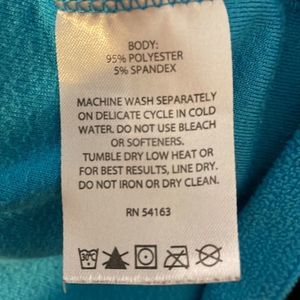 BODY:
95% POLYESTER
5% SPANDEX
MACHINE WASH SEPARATELY
ON DELICATE CYCLE IN COLD
WATER. DO NOT USE BLEACH
OR SOFTENERS.
TUMBLE DRY LOW HEAT OR
FOR BEST RESULTS, LINE DRY.
DO NOT IRON OR DRY CLEAN.
RN 54163